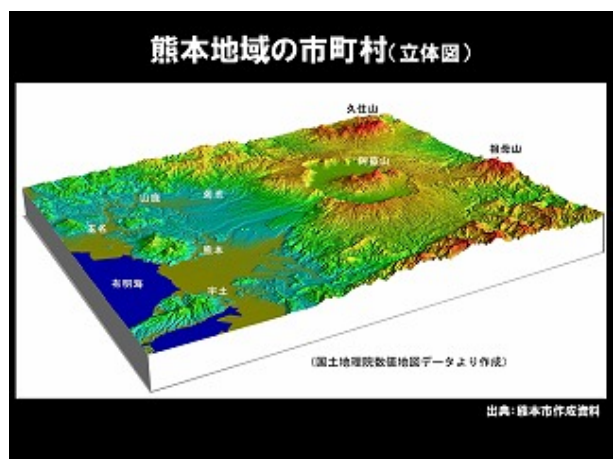 熊本地域の市町村(立体図)
久住山
祖母山
阿蘇山
山鹿
菊池
玉名
熊本
有明海
宇土
(国土地理院数値地図データより作成)
出典:熊本市作成資料